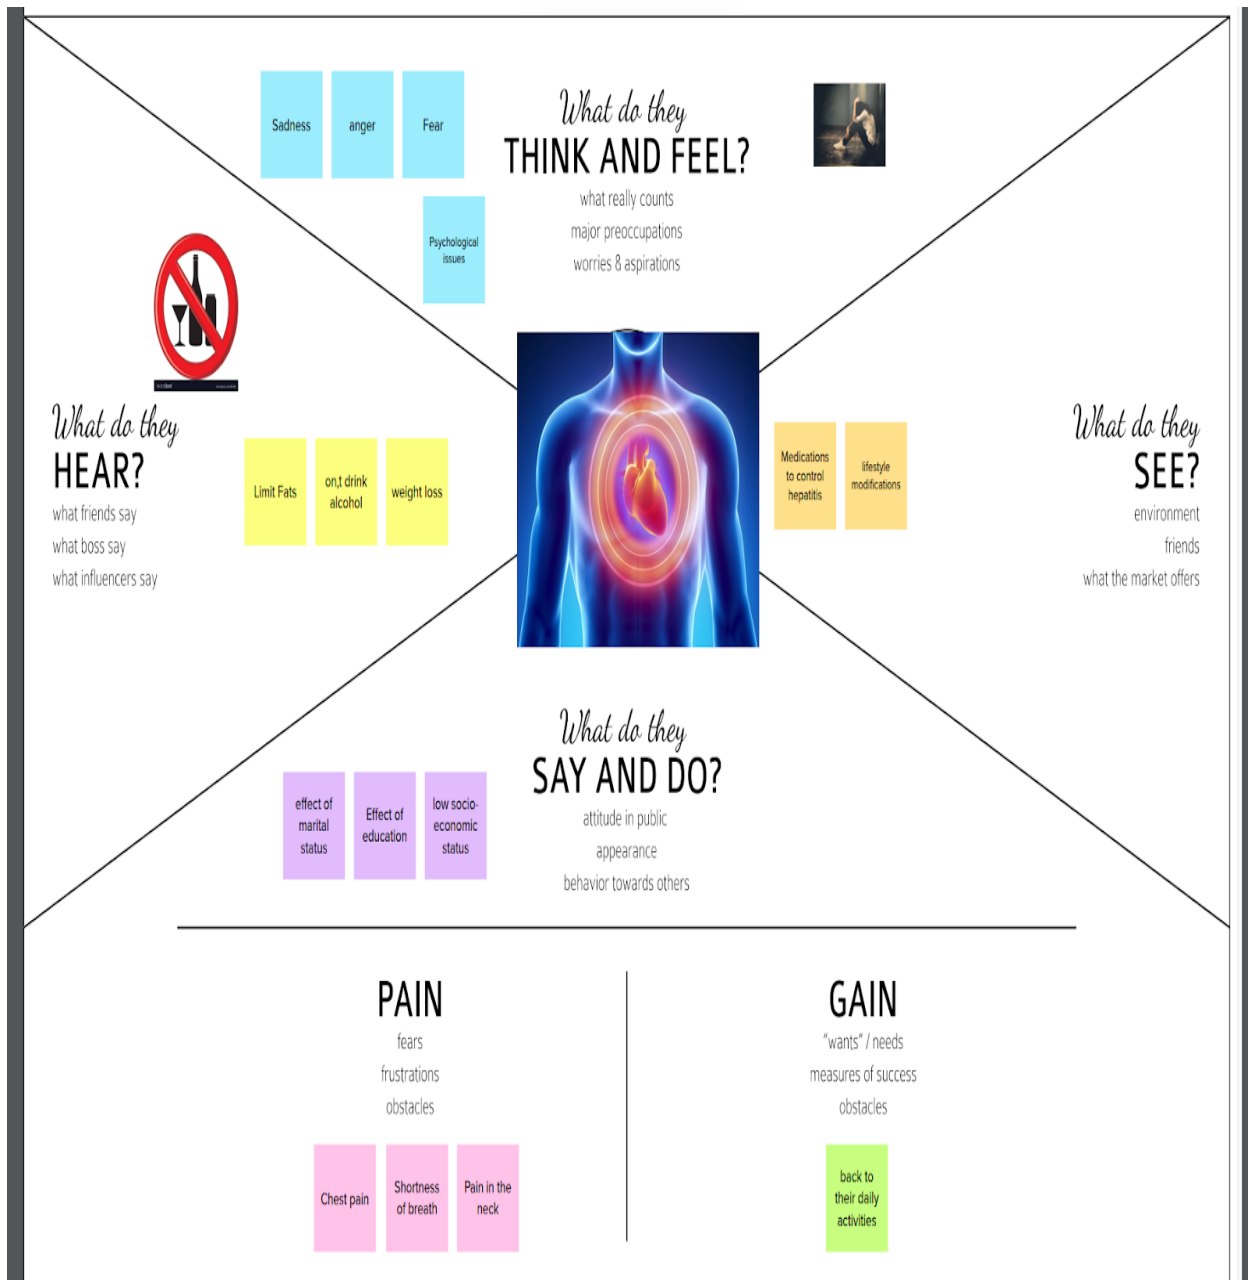 Sadness
anger
Fear
Psychological
issues
What do they
THINK AND FEEL?
what really counts
major preoccupations
worries & aspirations
What do they
HEAR?
what friends say
what boss say
what influencers say
Limit Fats
on,t drink
alcohol
weight loss
Medications
to control
hepatitis
lifestyle
modifications
What do they
SEE?
environment
friends
what the market offers
What do they
SAY AND DO?
attitude in public
appearance
behavior towards others
effect of
marital
status
Effect of
education
low socio-
economic
status
PAIN
fears
frustrations
obstacles
Chest pain
Shortness
of breath
Pain in the
neck
GAIN
"wants" / needs
measures of success
obstacles
back to
their daily
activities